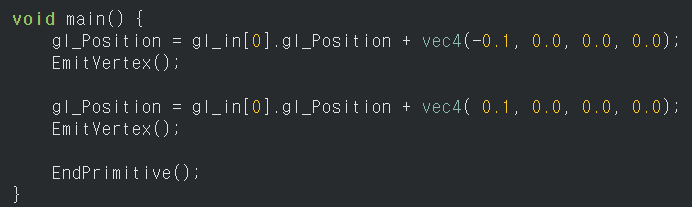 void main() {
    gl_Position = gl_in[0].gl_Position + vec4(-0.1, 0.0, 0.0, 0.0);
    EmitVertex();

    gl_Position = gl_in[0].gl_Position + vec4( 0.1, 0.0, 0.0, 0.0);
    EmitVertex();

    EndPrimitive();
}